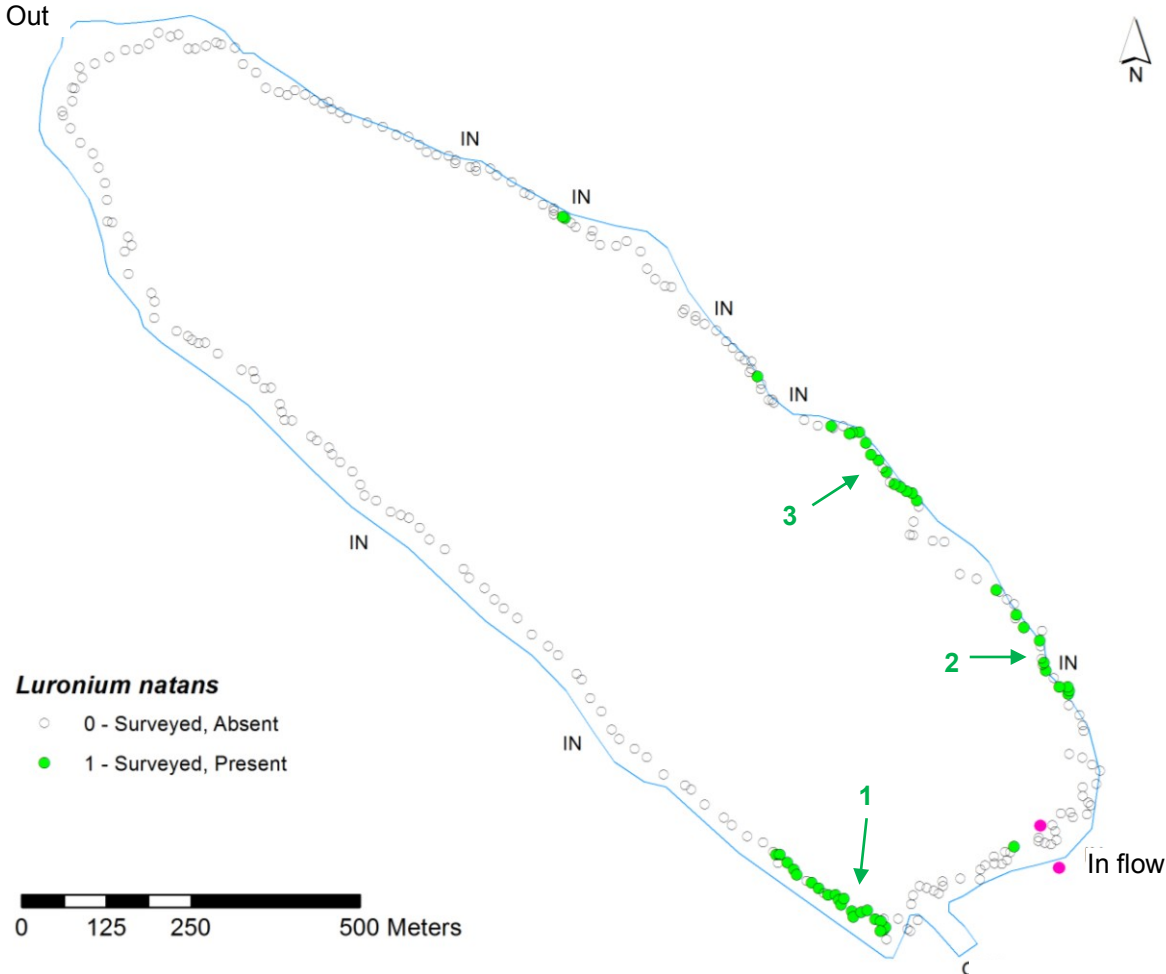 Out
N
IN
IN
IN
IN
3
2
IN
IN
Luronium natans
0 - Surveyed, Absent
1 - Surveyed, Present
IN
1
In flow
0 125 250 500 Meters